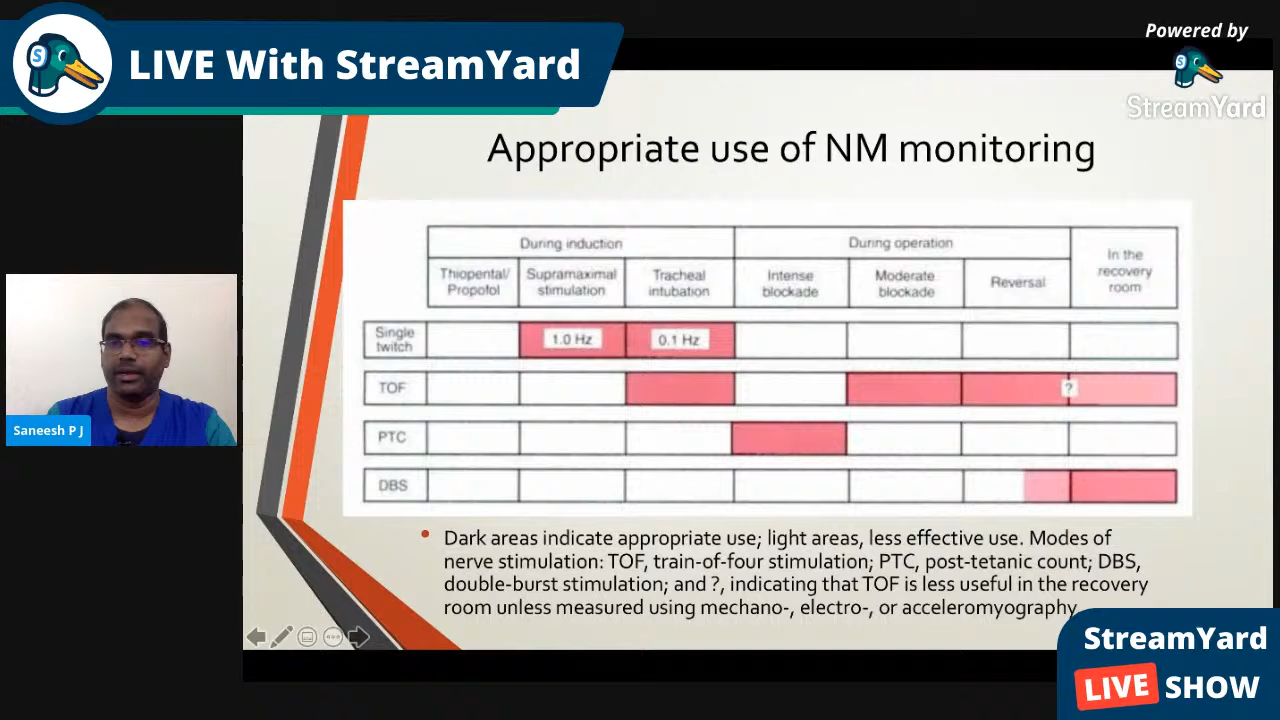 LIVE With StreamYard
Powered by
StreamYard
Appropriate use of NM monitoring
During induction
During operation
In the
recovery
room
Thiopental/
Propofol
Supramaximal
stimulation
Tracheal
intubation
Intense
blockade
Moderate
blockade
Reversal
Single
twitch
1.0 Hz
0.1 Hz
TOF
?
PTC
DBS
Saneesh P J
• Dark areas indicate appropriate use; light areas, less effective use. Modes of
nerve stimulation: TOF, train-of-four stimulation; PTC, post-tetanic count; DBS,
double-burst stimulation; and ?, indicating that TOF is less useful in the recovery
room unless measured using mechano-, electro-, or acceleromyography
StreamYard
LIVE SHOW